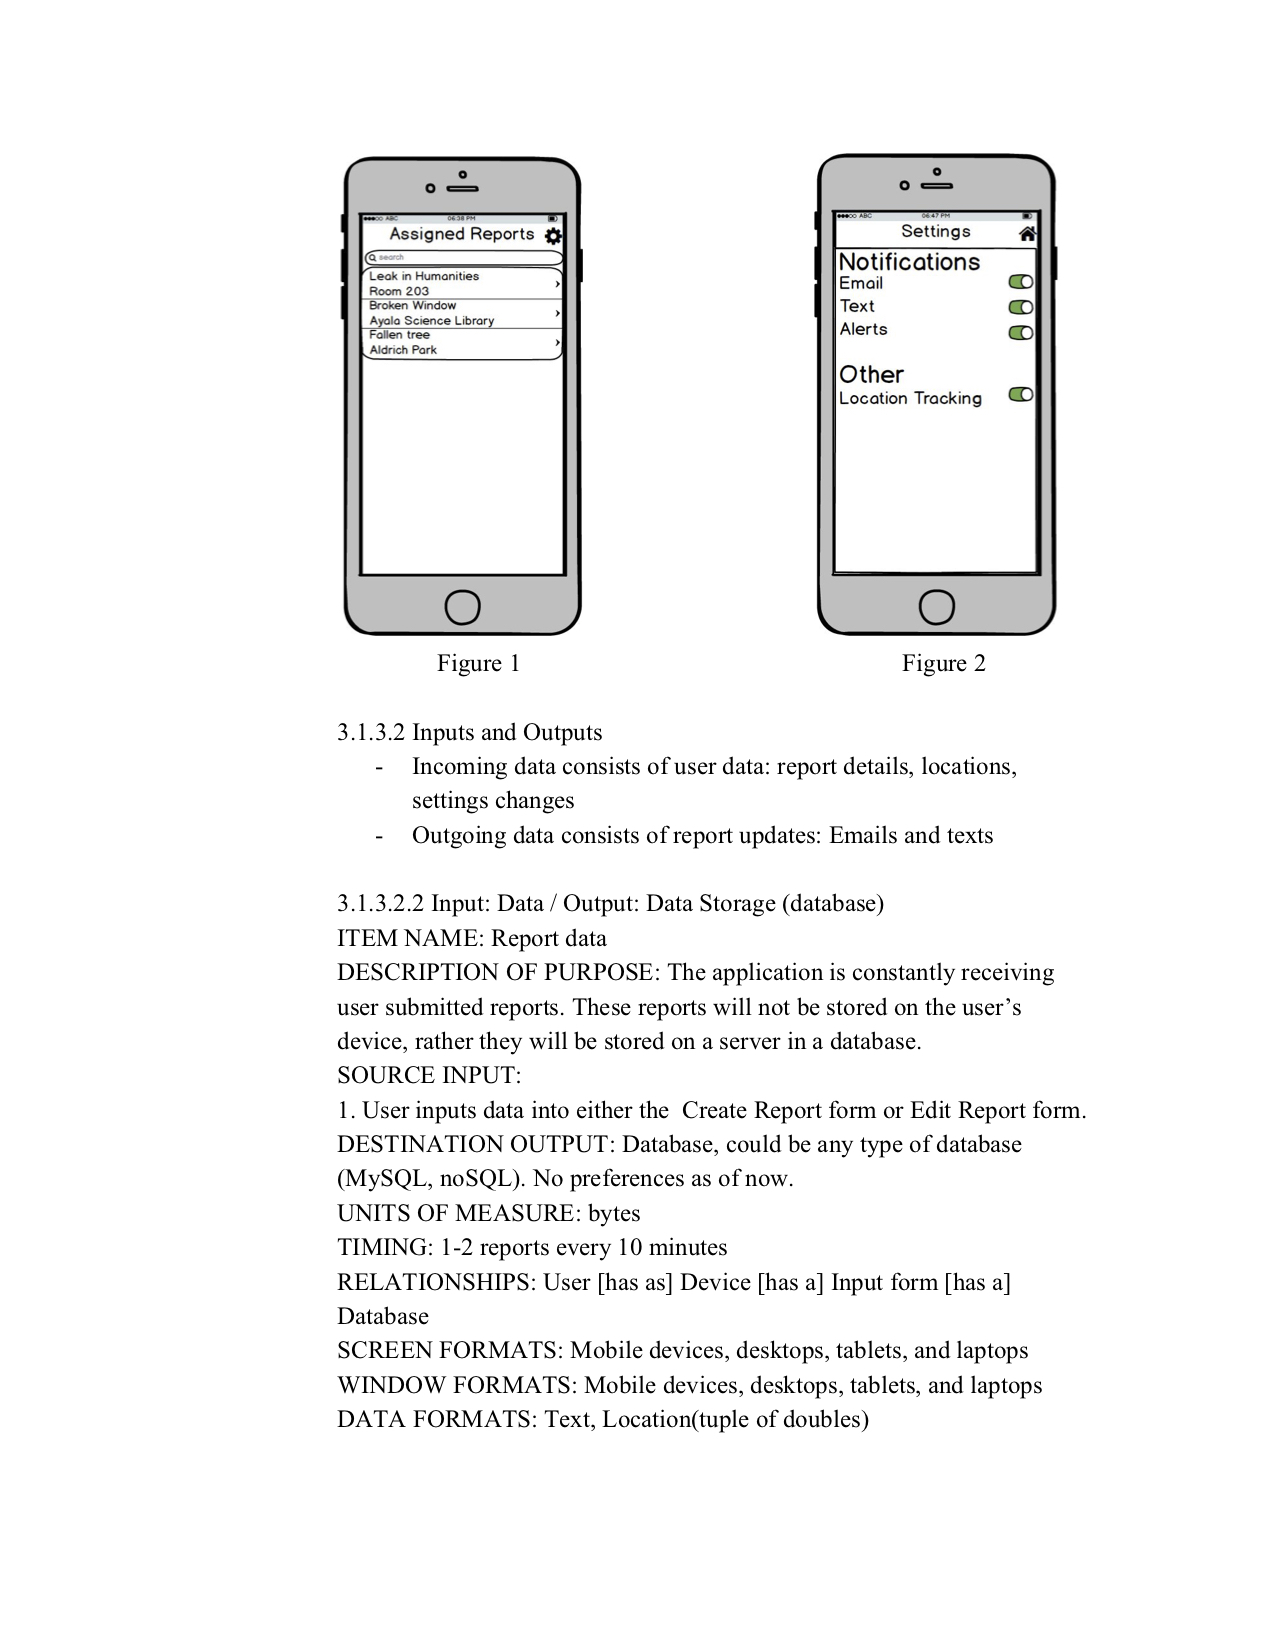 ●●●○○ ABC 06:38 PM
Assigned Reports
search
Leak in Humanities
Room 203
Broken Window
Ayala Science Library
Fallen tree
Aldrich Park
Figure 1
●●●○○ ABC 06:47 PM
Settings
Notifications
Email
Text
Alerts
Other
Location Tracking
Figure 2
3.1.3.2 Inputs and Outputs
- Incoming data consists of user data: report details, locations,
settings changes
- Outgoing data consists of report updates: Emails and texts
3.1.3.2.2 Input: Data / Output: Data Storage (database)
ITEM NAME: Report data
DESCRIPTION OF PURPOSE: The application is constantly receiving
user submitted reports. These reports will not be stored on the user’s
device, rather they will be stored on a server in a database.
SOURCE INPUT:
1. User inputs data into either the  Create Report form or Edit Report form.
DESTINATION OUTPUT: Database, could be any type of database
(MySQL, noSQL). No preferences as of now.
UNITS OF MEASURE: bytes
TIMING: 1-2 reports every 10 minutes
RELATIONSHIPS: User [has as] Device [has a] Input form [has a]
Database
SCREEN FORMATS: Mobile devices, desktops, tablets, and laptops
WINDOW FORMATS: Mobile devices, desktops, tablets, and laptops
DATA FORMATS: Text, Location(tuple of doubles)